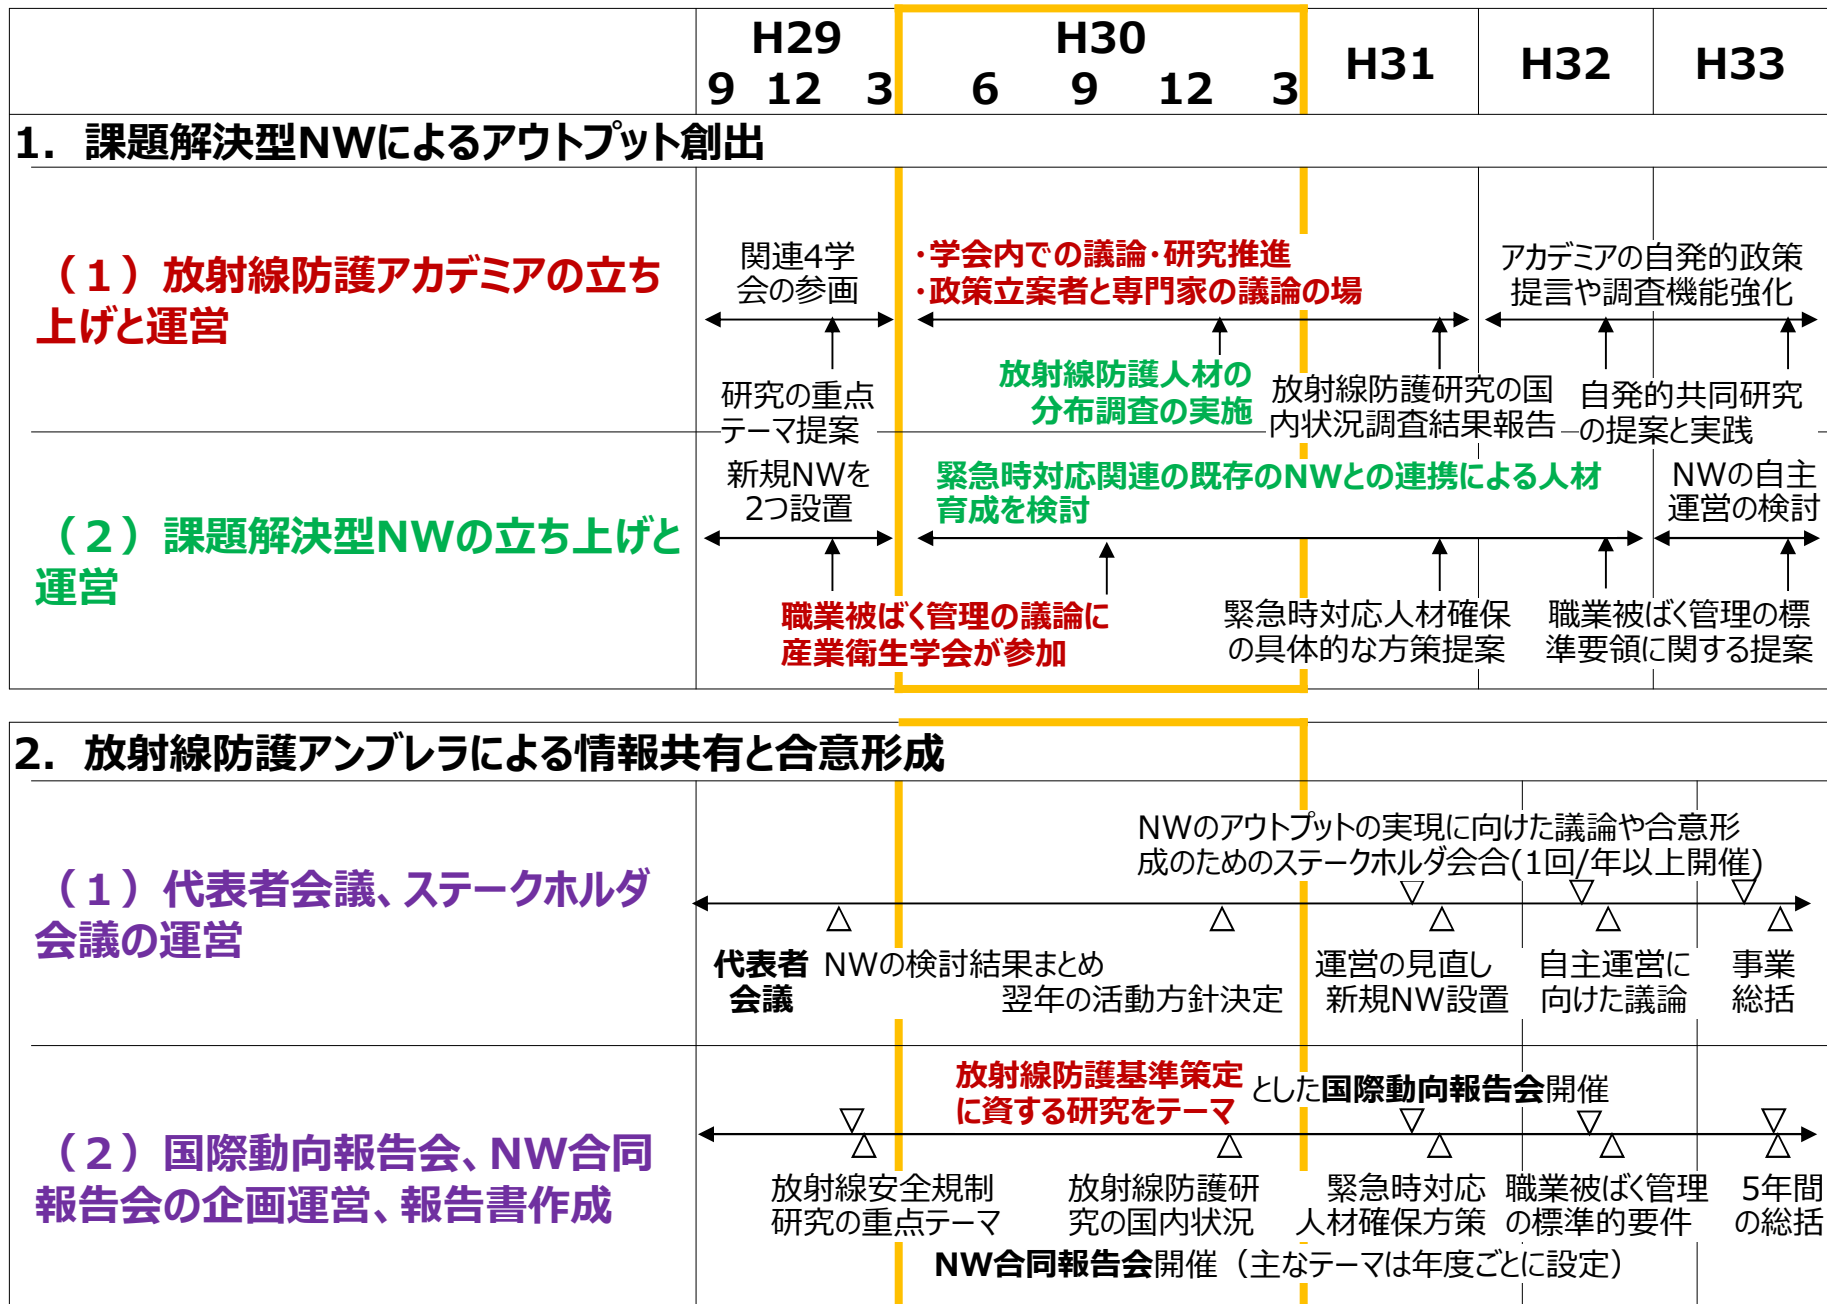 H29
H30
H31
H32
H33
9 12 3
6 9 12 3
1. 課題解決型NWによるアウトプット創出
（１）放射線防護アカデミアの立ち
上げと運営
関連4学
会の参画
・学会内での議論・研究推進
・政策立案者と専門家の議論の場
アカデミアの自発的政策
提言や調査機能強化
研究の重点
テーマ提案
放射線防護人材の
分布調査の実施
放射線防護研究の国
内状況調査結果報告
自発的共同研究
の提案と実践
（２）課題解決型NWの立ち上げと
運営
新規NWを
2つ設置
緊急時対応関連の既存のNWとの連携による人材
育成を検討
NWの自主
運営の検討
職業被ばく管理の議論に
産業衛生学会が参加
緊急時対応人材確保
の具体的な方策提案
職業被ばく管理の標
準要領に関する提案
2. 放射線防護アンブレラによる情報共有と合意形成
（１）代表者会議、ステークホルダ
会議の運営
NWのアウトプットの実現に向けた議論や合意形
成のためのステークホルダ会合(1回/年以上開催)
代表者
会議
NWの検討結果まとめ
翌年の活動方針決定
運営の見直し
新規NW設置
自主運営に
向けた議論
事業
総括
（２）国際動向報告会、NW合同
報告会の企画運営、報告書作成
放射線防護基準策定
に資する研究をテーマ
とした国際動向報告会開催
放射線安全規制
研究の重点テーマ
放射線防護研
究の国内状況
緊急時対応
人材確保方策
職業被ばく管理
の標準的要件
5年間
の総括
NW合同報告会開催（主なテーマは年度ごとに設定）